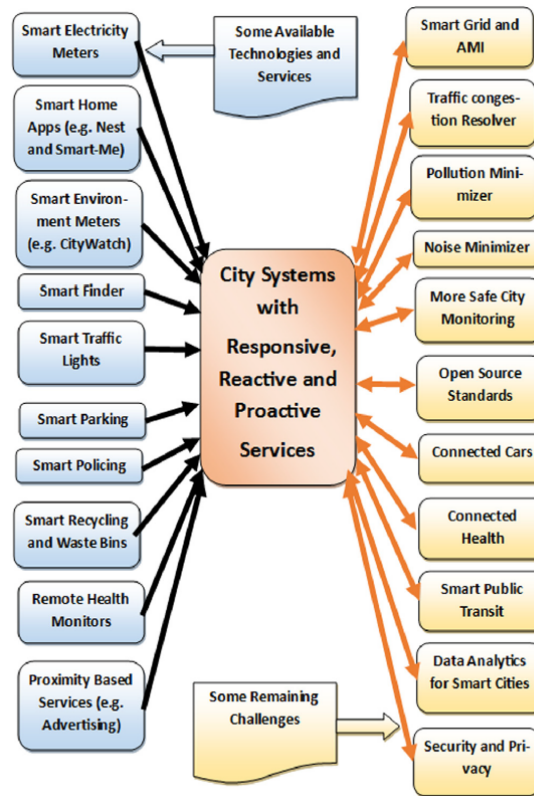 Smart Electricity
Meters
Some Available
Technologies and
Services
Smart Home
Apps (e.g. Nest
and Smart-Me)
Smart Environ-
ment Meters
(e.g. CityWatch)
Smart Finder
Smart Traffic
Lights
Smart Parking
Smart Policing
Smart Recycling
and Waste Bins
Remote Health
Monitors
Proximity Based
Services (e.g.
Advertising)
City Systems
with
Responsive,
Reactive and
Proactive
Services
Smart Grid and
AMI
Traffic conges-
tion Resolver
Pollution Mini-
mizer
Noise Minimizer
More Safe City
Monitoring
Open Source
Standards
Connected Cars
Connected
Health
Smart Public
Transit
Data Analytics
for Smart Cities
Security and Pri-
vacy
Some Remaining
Challenges